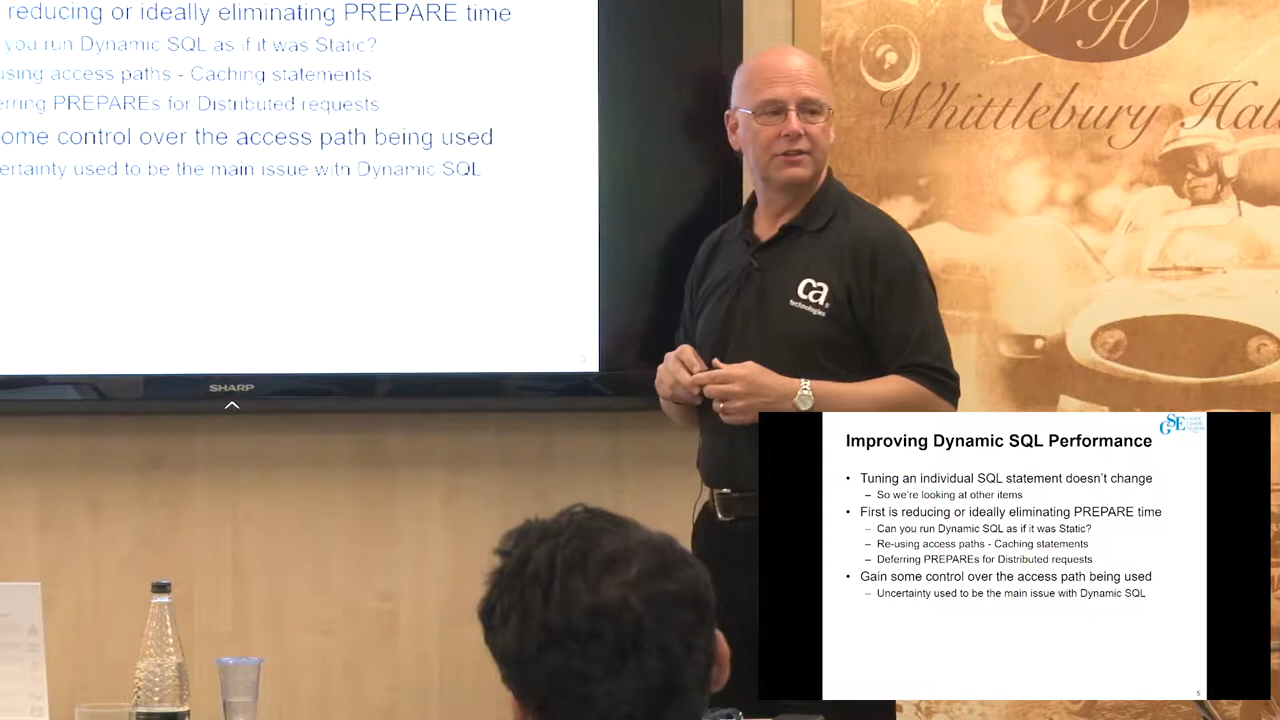 reducing or ideally eliminating PREPARE time
you run Dynamic SQL as if it was Static?
using access paths - Caching statements
erring PREPAREs for Distributed requests
ome control over the access path being used
ertainty used to be the main issue with Dynamic SQL
5
SHARP
WH
Whittlebury Hall
ca
technologies
GSE
Improving Dynamic SQL Performance
• Tuning an individual SQL statement doesn't change
– So we're looking at other items
• First is reducing or ideally eliminating PREPARE time
– Can you run Dynamic SQL as if it was Static?
– Re-using access paths - Caching statements
– Deferring PREPAREs for Distributed requests
• Gain some control over the access path being used
– Uncertainty used to be the main issue with Dynamic SQL
5